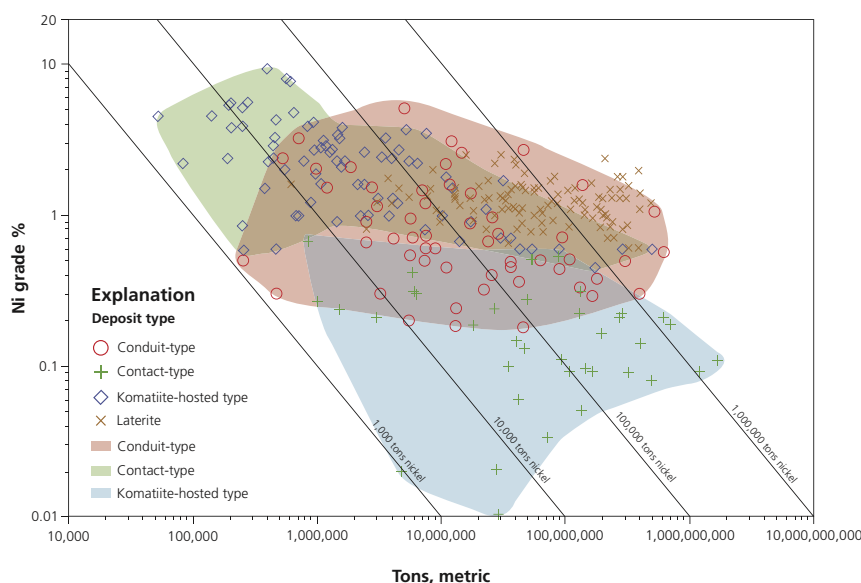 20
10
1
0.1
0.01
Ni grade %
Explanation
Deposit type
Conduit-type
Contact-type
Komatiite-hosted type
Laterite
Conduit-type
Contact-type
Komatiite-hosted type
1,000 tons nickel
10,000 tons nickel
100,000 tons nickel
1,000,000 tons nickel
10,000
100,000
1,000,000
10,000,000
100,000,000
1,000,000,000
10,000,000,000
Tons, metric